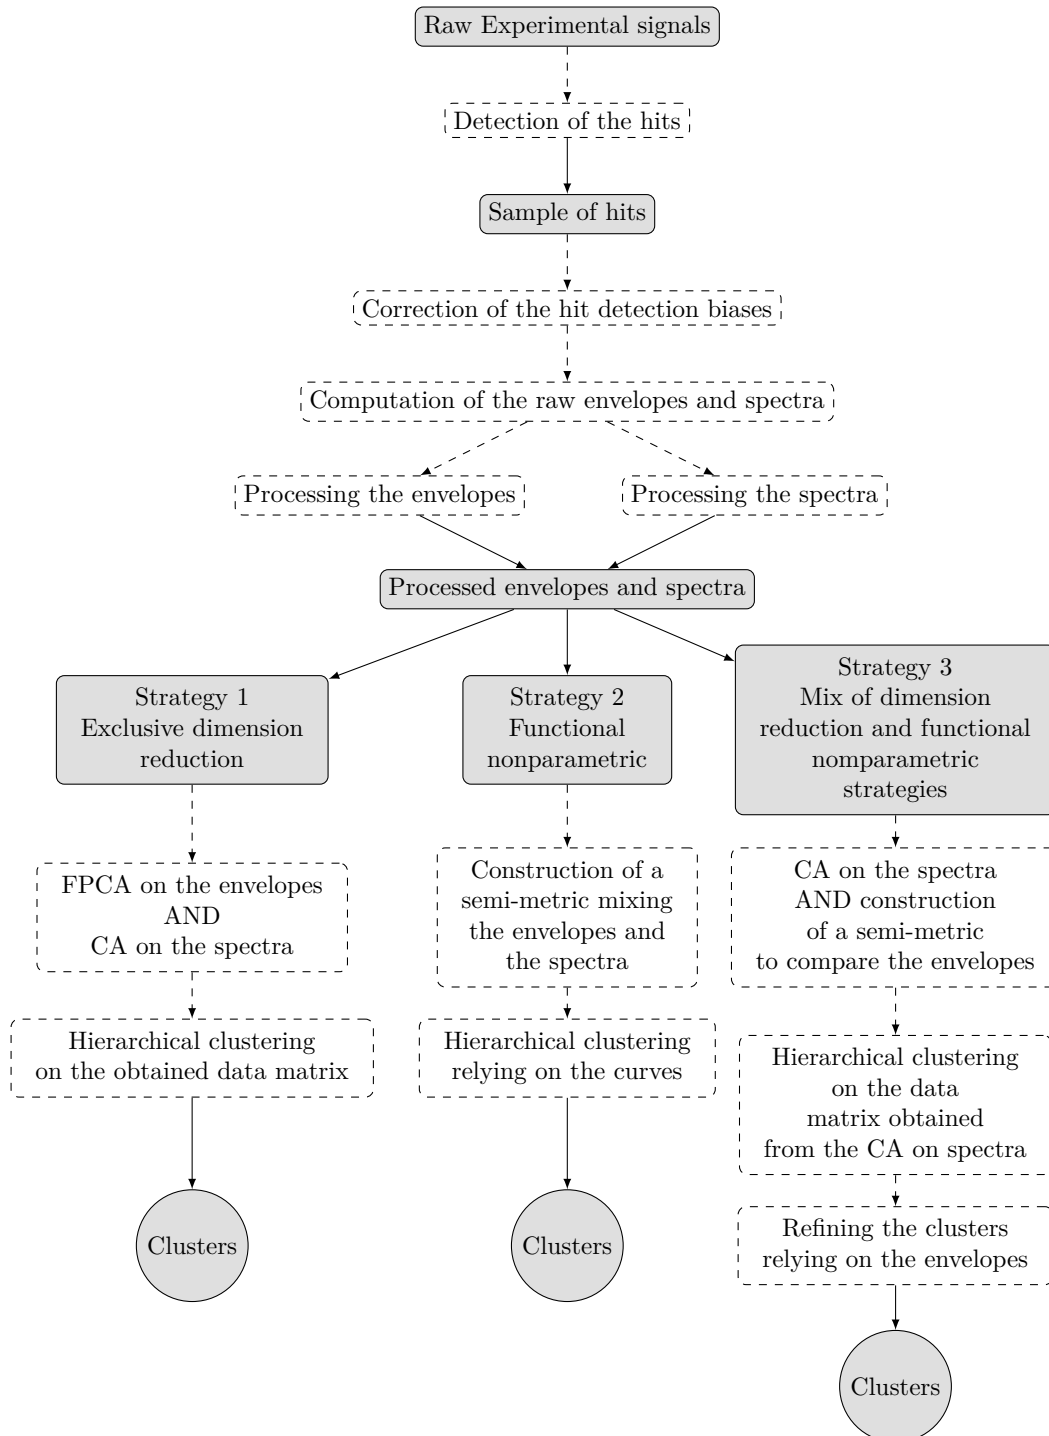 Raw Experimental signals
Detection of the hits
Sample of hits
Correction of the hit detection biases
Computation of the raw envelopes and spectra
Processing the envelopes
Processing the spectra
Processed envelopes and spectra
Strategy 1
Exclusive dimension
reduction
Strategy 2
Functional
nonparametric
Strategy 3
Mix of dimension
reduction and functional
nomparametric
strategies
FPCA on the envelopes
AND
CA on the spectra
Construction of a
semi-metric mixing
the envelopes and
the spectra
CA on the spectra
AND construction
of a semi-metric
to compare the envelopes
Hierarchical clustering
on the obtained data matrix
Hierarchical clustering
relying on the curves
Hierarchical clustering
on the data
matrix obtained
from the CA on spectra
Refining the clusters
relying on the envelopes
Clusters
Clusters
Clusters